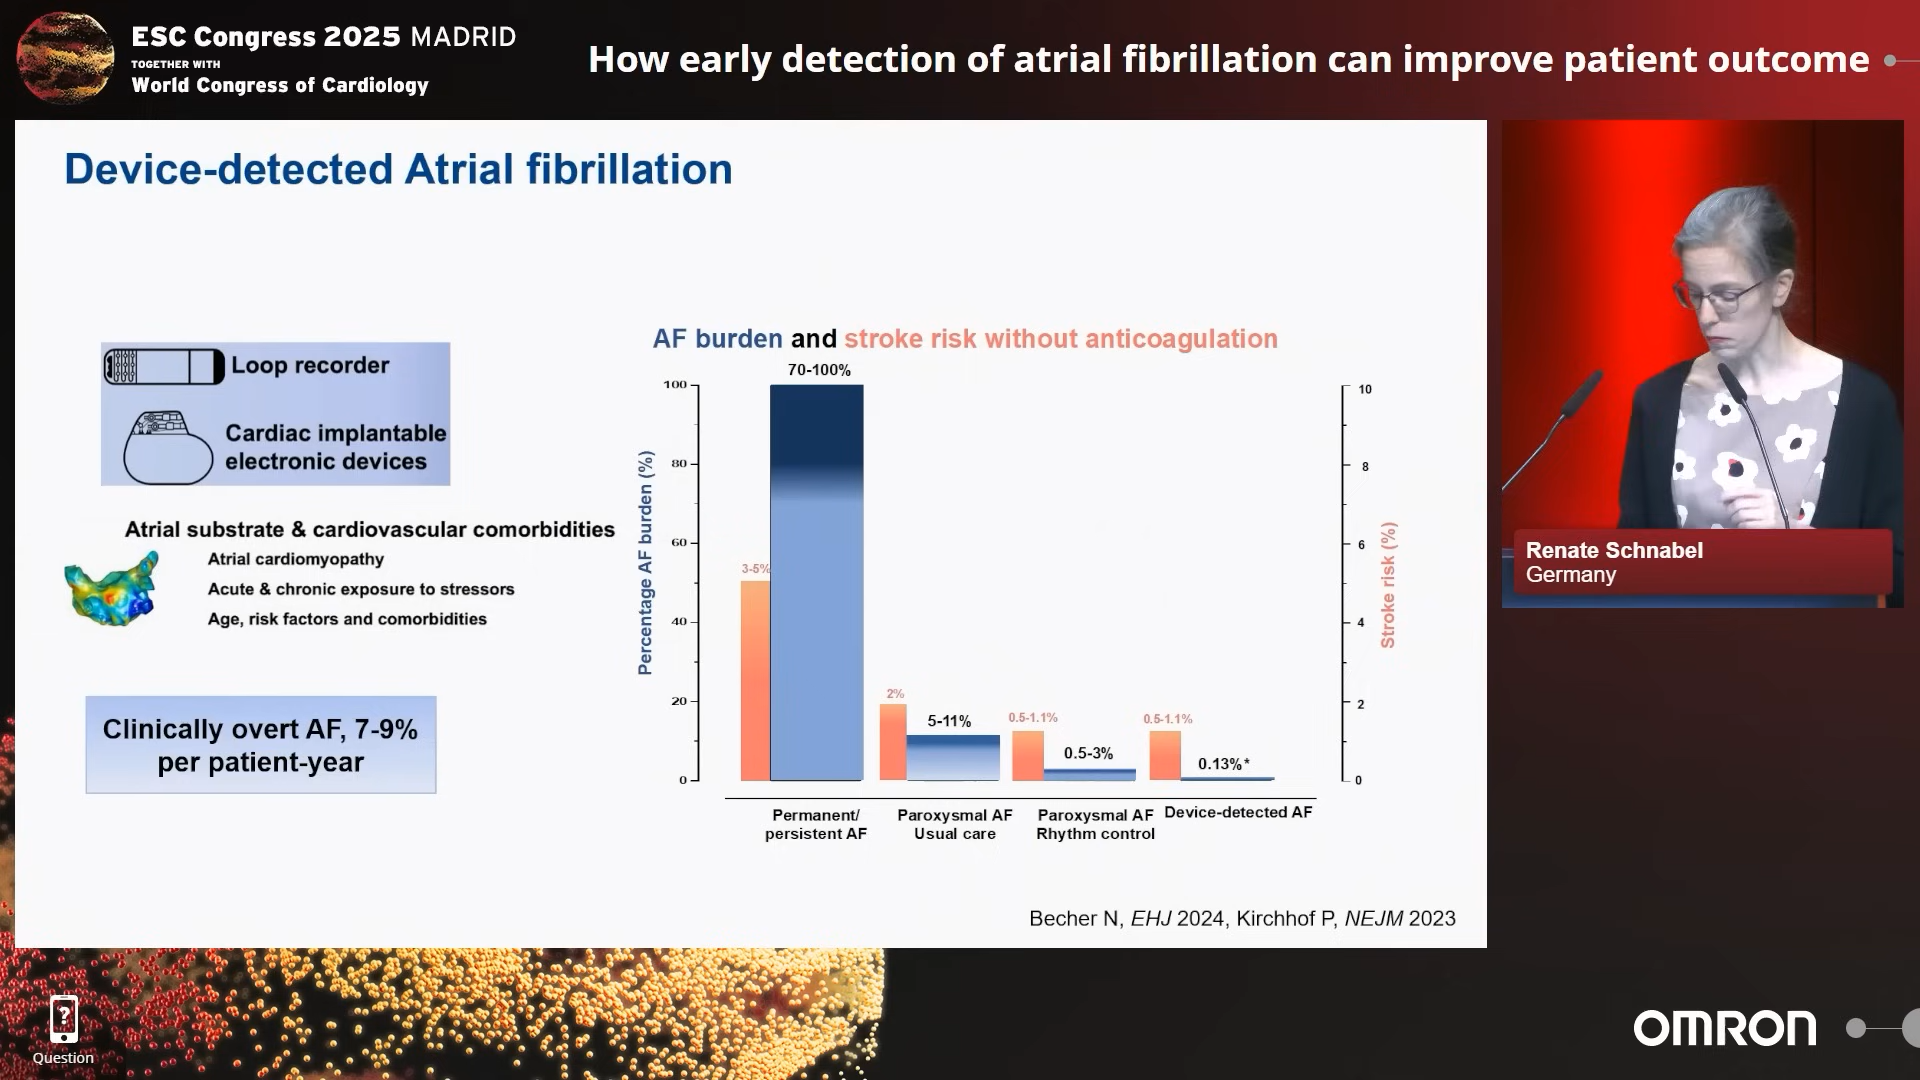 ESC Congress 2025 MADRID
TOGETHER WITH
World Congress of Cardiology
How early detection of atrial fibrillation can improve patient outcome
Device-detected Atrial fibrillation
Loop recorder
Cardiac implantable
electronic devices
Atrial substrate & cardiovascular comorbidities
Atrial cardiomyopathy
Acute & chronic exposure to stressors
Age, risk factors and comorbidities
Clinically overt AF, 7-9%
per patient-year
AF burden and stroke risk without anticoagulation
Percentage AF burden (%)
100
80
60
40
20
0
3-5%
70-100%
2%
5-11%
0.5-1.1%
0.5-3%
0.5-1.1%
0.13%*
10
8
6
4
2
0
Stroke risk (%)
Permanent/
persistent AF
Paroxysmal AF
Usual care
Paroxysmal AF
Rhythm control
Device-detected AF
Becher N, EHJ 2024, Kirchhof P, NEJM 2023
Renate Schnabel
Germany
?
Question
OMRON